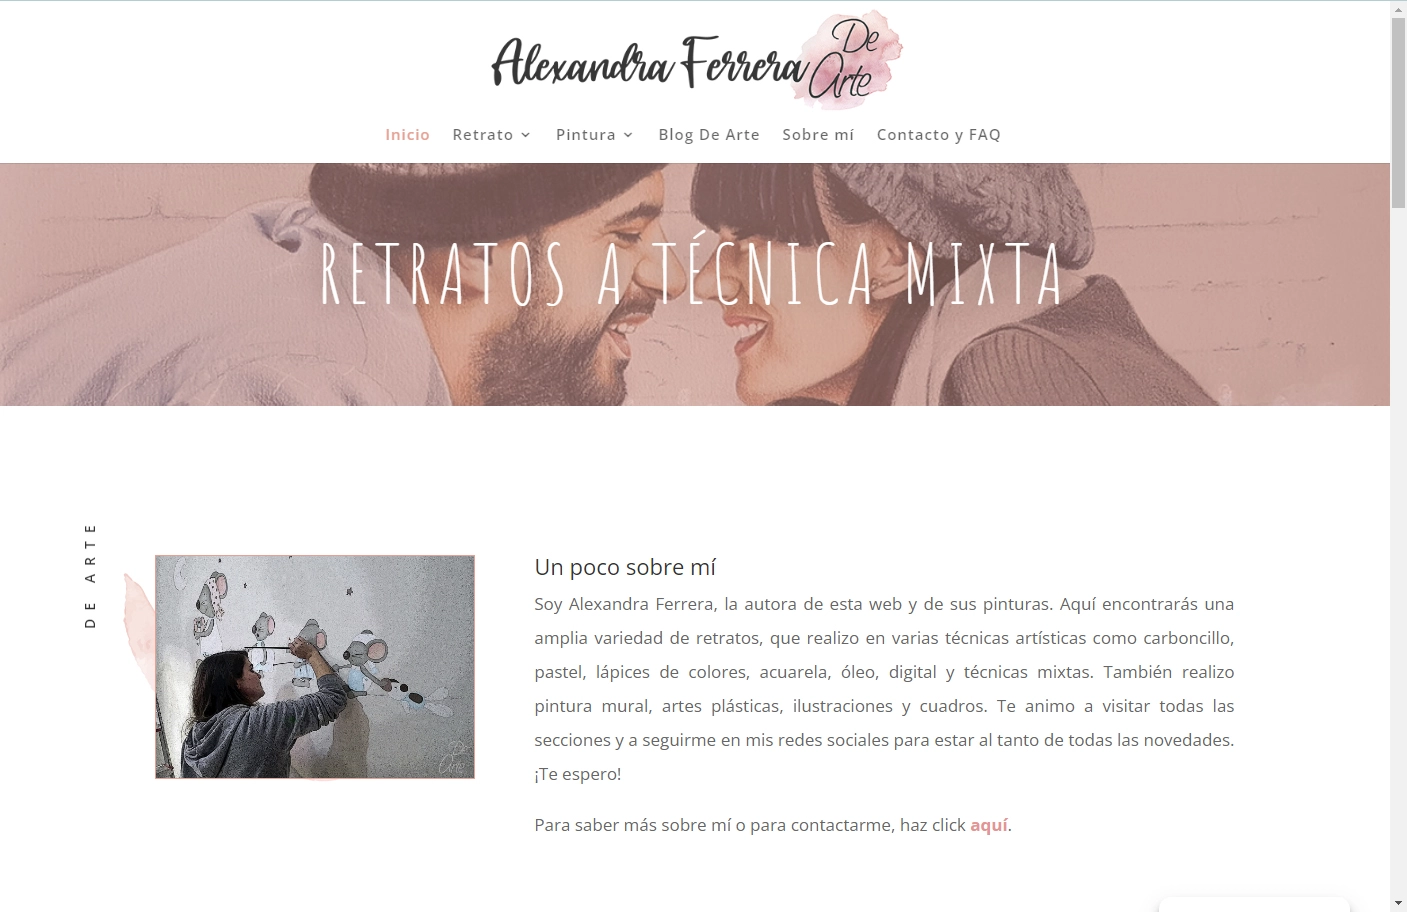 Alexandra Ferrera De Arte
Inicio Retrato Pintura Blog De Arte Sobre mí Contacto y FAQ
RETRATOS A TÉCNICA MIXTA
DE ARTE
De Arte
Un poco sobre mí
Soy Alexandra Ferrera, la autora de esta web y de sus pinturas. Aquí encontrarás una
amplia variedad de retratos, que realizo en varias técnicas artísticas como carboncillo,
pastel, lápices de colores, acuarela, óleo, digital y técnicas mixtas. También realizo
pintura mural, artes plásticas, ilustraciones y cuadros. Te animo a visitar todas las
secciones y a seguirme en mis redes sociales para estar al tanto de todas las novedades.
¡Te espero!
Para saber más sobre mí o para contactarme, haz click aquí.